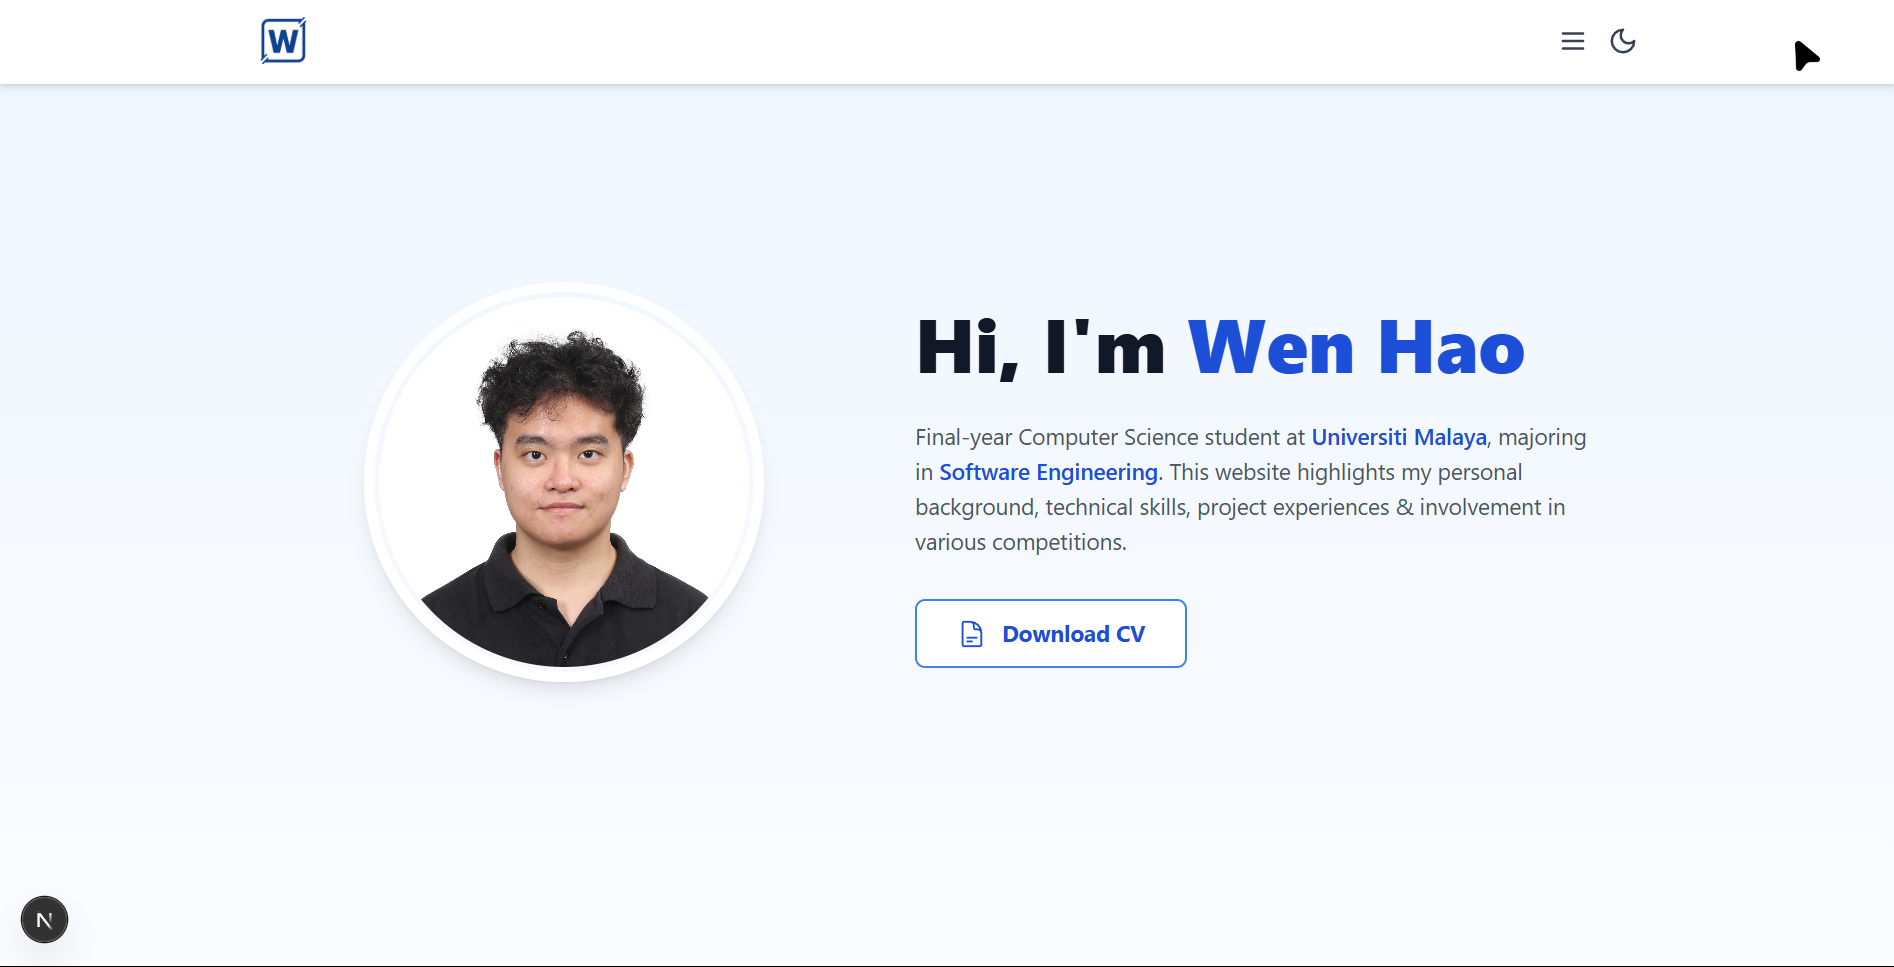 W
Hi, I'm Wen Hao
Final-year Computer Science student at Universiti Malaya, majoring
in Software Engineering. This website highlights my personal
background, technical skills, project experiences & involvement in
various competitions.
Download CV
N